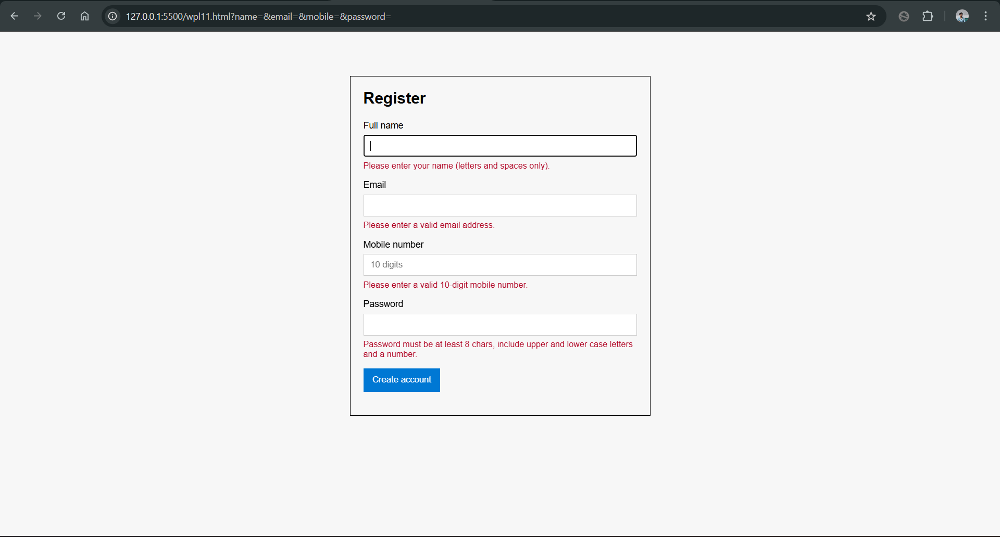 127.0.0.1:5500/wpl11.html?name=&email=&mobile=&password=
Register
Full name
Please enter your name (letters and spaces only).
Email
Please enter a valid email address.
Mobile number
10 digits
Please enter a valid 10-digit mobile number.
Password
Password must be at least 8 chars, include upper and lower case letters
and a number.
Create account